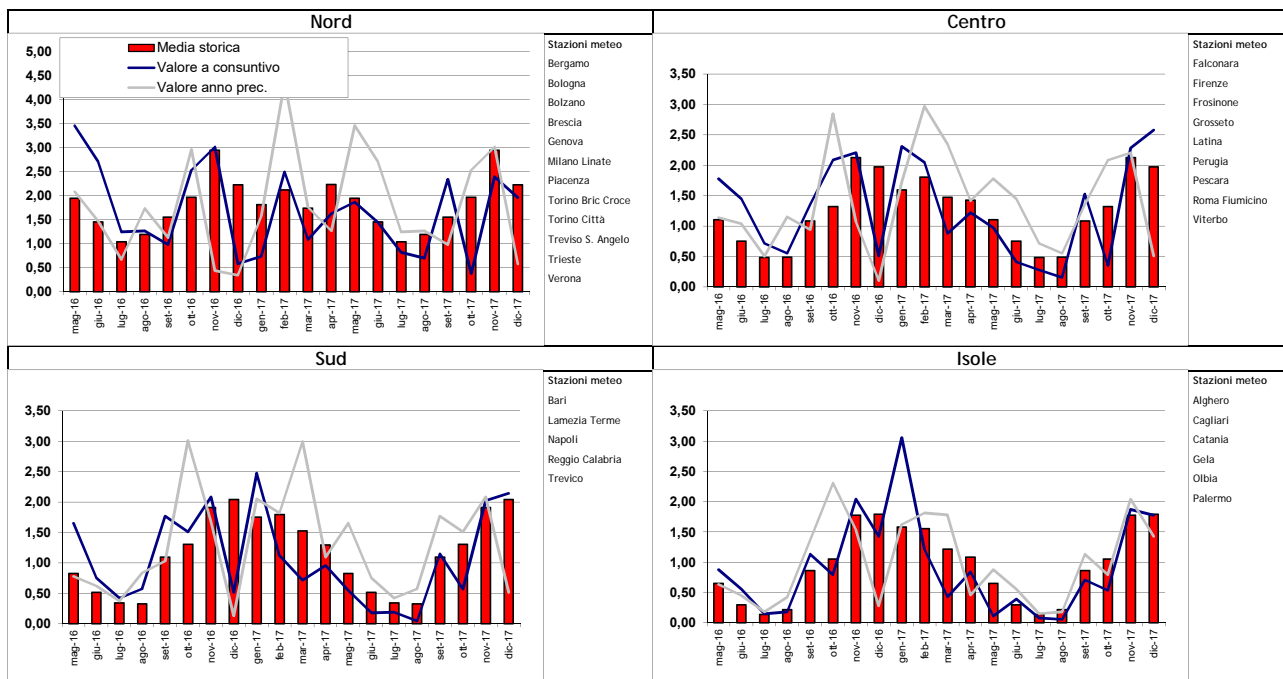 Nord
Media storica
Valore a consuntivo
Valore anno prec.
5,00
4,50
4,00
3,50
3,00
2,50
2,00
1,50
1,00
0,50
0,00
mag-16
giu-16
lug-16
ago-16
set-16
ott-16
nov-16
dic-16
gen-17
feb-17
mar-17
apr-17
mag-17
giu-17
lug-17
ago-17
set-17
ott-17
nov-17
dic-17
Stazioni meteo
Bergamo
Bologna
Bolzano
Brescia
Genova
Milano Linate
Piacenza
Torino Bric Croce
Torino Città
Treviso S. Angelo
Trieste
Verona
Centro
3,50
3,00
2,50
2,00
1,50
1,00
0,50
0,00
mag-16
giu-16
lug-16
ago-16
set-16
ott-16
nov-16
dic-16
gen-17
feb-17
mar-17
apr-17
mag-17
giu-17
lug-17
ago-17
set-17
ott-17
nov-17
dic-17
Stazioni meteo
Falconara
Firenze
Frosinone
Grosseto
Latina
Perugia
Pescara
Roma Fiumicino
Viterbo
Sud
3,50
3,00
2,50
2,00
1,50
1,00
0,50
0,00
mag-16
giu-16
lug-16
ago-16
set-16
ott-16
nov-16
dic-16
gen-17
feb-17
mar-17
apr-17
mag-17
giu-17
lug-17
ago-17
set-17
ott-17
nov-17
dic-17
Stazioni meteo
Bari
Lamezia Terme
Napoli
Reggio Calabria
Trevico
Isole
3,50
3,00
2,50
2,00
1,50
1,00
0,50
0,00
mag-16
giu-16
lug-16
ago-16
set-16
ott-16
nov-16
dic-16
gen-17
feb-17
mar-17
apr-17
mag-17
giu-17
lug-17
ago-17
set-17
ott-17
nov-17
dic-17
Stazioni meteo
Alghero
Cagliari
Catania
Gela
Olbia
Palermo